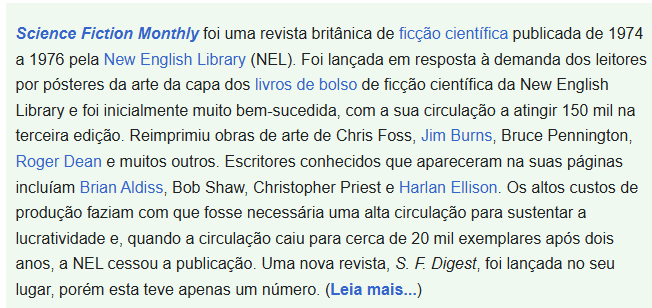 Science Fiction Monthly foi uma revista britânica de ficção científica publicada de 1974
a 1976 pela New English Library (NEL). Foi lançada em resposta à demanda dos leitores
por pósteres da arte da capa dos livros de bolso de ficção científica da New English
Library e foi inicialmente muito bem-sucedida, com a sua circulação a atingir 150 mil na
terceira edição. Reimprimiu obras de arte de Chris Foss, Jim Burns, Bruce Pennington,
Roger Dean e muitos outros. Escritores conhecidos que apareceram na suas páginas
incluíam Brian Aldiss, Bob Shaw, Christopher Priest e Harlan Ellison. Os altos custos de
produção faziam com que fosse necessária uma alta circulação para sustentar a
lucratividade e, quando a circulação caiu para cerca de 20 mil exemplares após dois
anos, a NEL cessou a publicação. Uma nova revista, S. F. Digest, foi lançada no seu
lugar, porém esta teve apenas um número. (Leia mais...)